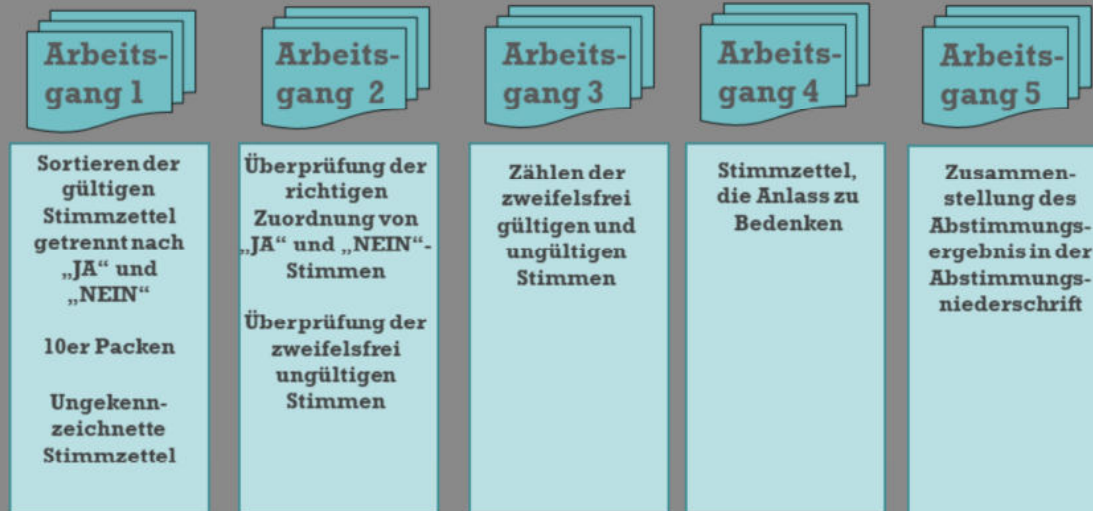 Arbeits-
gang 1
Sortieren der
gültigen
Stimmzettel
getrennt nach
„JA“ und
„NEIN“
10er Packen
Ungekenn-
zeichnette
Stimmzettel
Arbeits-
gang 2
Überprüfung der
richtigen
Zuordnung von
„JA“ und „NEIN“-
Stimmen
Überprüfung der
zweifelsfrei
ungültigen
Stimmen
Arbeits-
gang 3
Zählen der
zweifelsfrei
gültigen und
ungültigen
Stimmen
Arbeits-
gang 4
Stimmzettel,
die Anlass zu
Bedenken
Arbeits-
gang 5
Zusammen-
stellung des
Abstimmungs-
ergebnis in der
Abstimmungs-
niederschrift